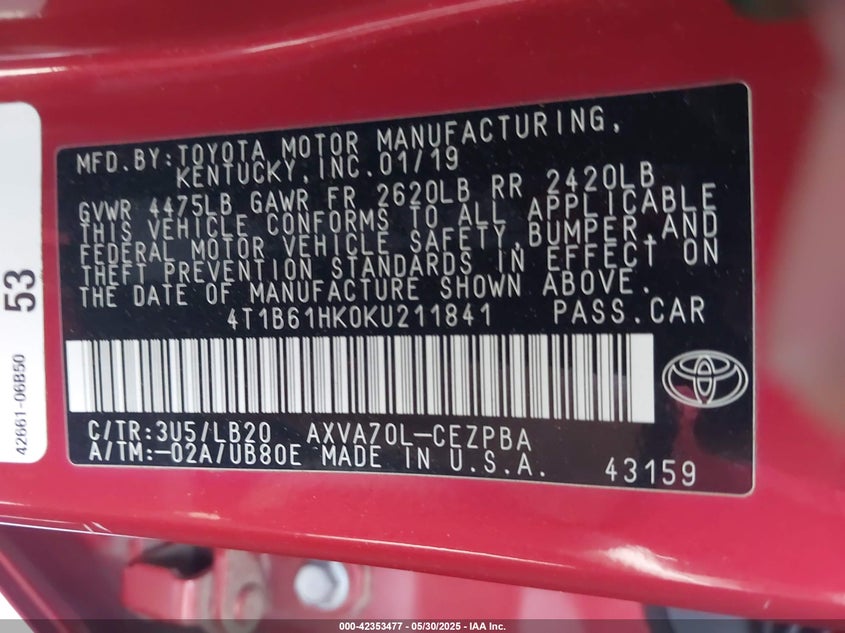 MFD.BY:TOYOTA MOTOR MANUFACTURING,
KENTUCKY,INC.01/19
GVWR 4475LB GAWR FR 2620LB RR 2420LB
THIS VEHICLE CONFORMS TO ALL APPLICABLE
FEDERAL MOTOR VEHICLE SAFETY,BUMPER,AND
THEFT PREVENTION STANDARDS IN EFFECT ON
THE DATE OF MANUFACTURE SHOWN ABOVE.
4T1B61HK0KU211841 PASS.CAR
C/TR:3U5/LB20 AXVA70L-CEZPBA
A/TM:-02A/UB80E MADE IN U.S.A. 43159
53
42661-06B50
000-42353477 - 05/30/2025 - IAA Inc.